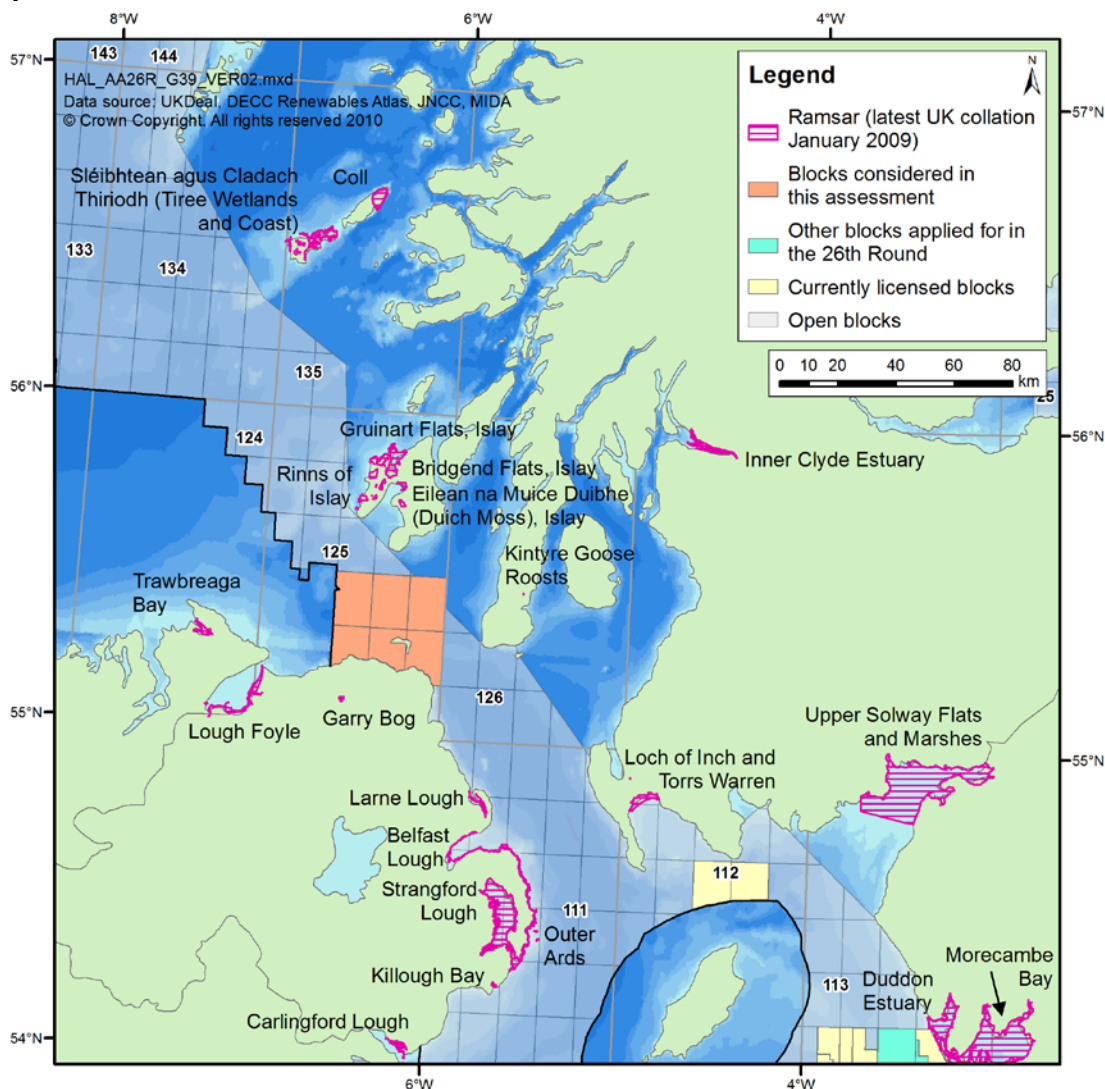 8°W
6°W
4°W
57°N
143
144
HAL_AA26R_G39_VER02.mxd
Data source: UKDeal, DECC Renewables Atlas, JNCC, MIDA
© Crown Copyright. All rights reserved 2010
Legend
N
Ramsar (latest UK collation
January 2009)
Blocks considered in
this assessment
Other blocks applied for in
the 26th Round
Currently licensed blocks
Open blocks
0 10 20 40 60 80
km
57°N
Sléibhtean agus Cladach
Thiriodh (Tiree Wetlands
and Coast)
Coll
133
134
135
56°N
25
124
Gruinart Flats, Islay
Rinns of
Islay
Bridgend Flats, Islay
Eilean na Muice Duibhe
(Duich Moss), Islay
Inner Clyde Estuary
56°N
125
Kintyre Goose
Roosts
Trawbreaga
Bay
126
55°N
Lough Foyle
Garry Bog
Upper Solway Flats
and Marshes
Loch of Inch and
Torrs Warren
55°N
Larne Lough
Belfast
Lough
Strangford
Lough
111
112
Outer
Ards
Killough Bay
113
Duddon
Estuary
Morecambe
Bay
Carlingford Lough
54°N
54°N
6°W
4°W